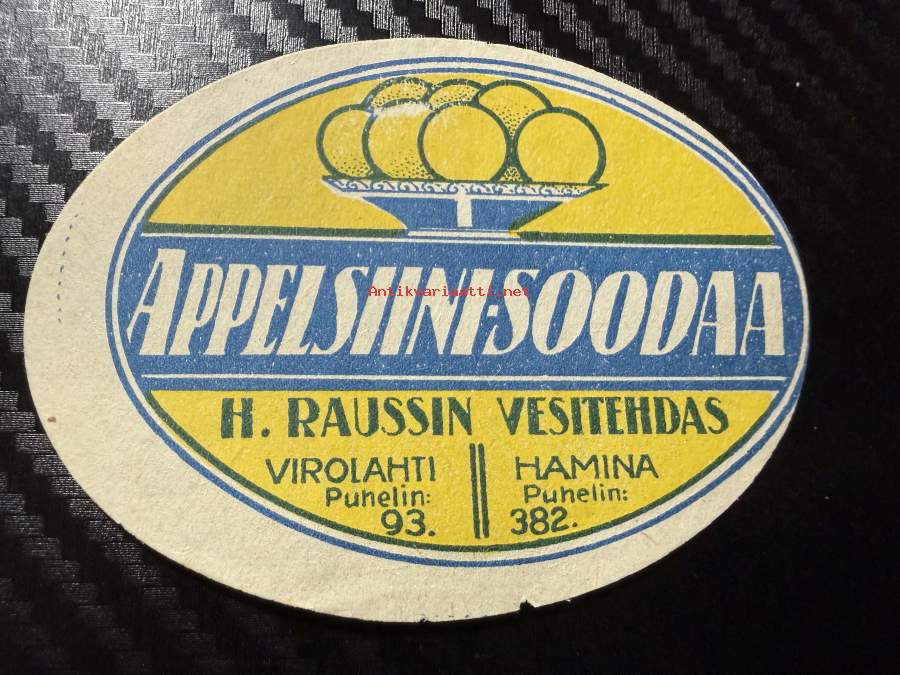 APPELSIINI-SOODAA
Antikvariaatti.net
H. RAUSSIN VESITEHDAS
VIROLAHTI
Puhelin:
93.
HAMINA
Puhelin:
382.